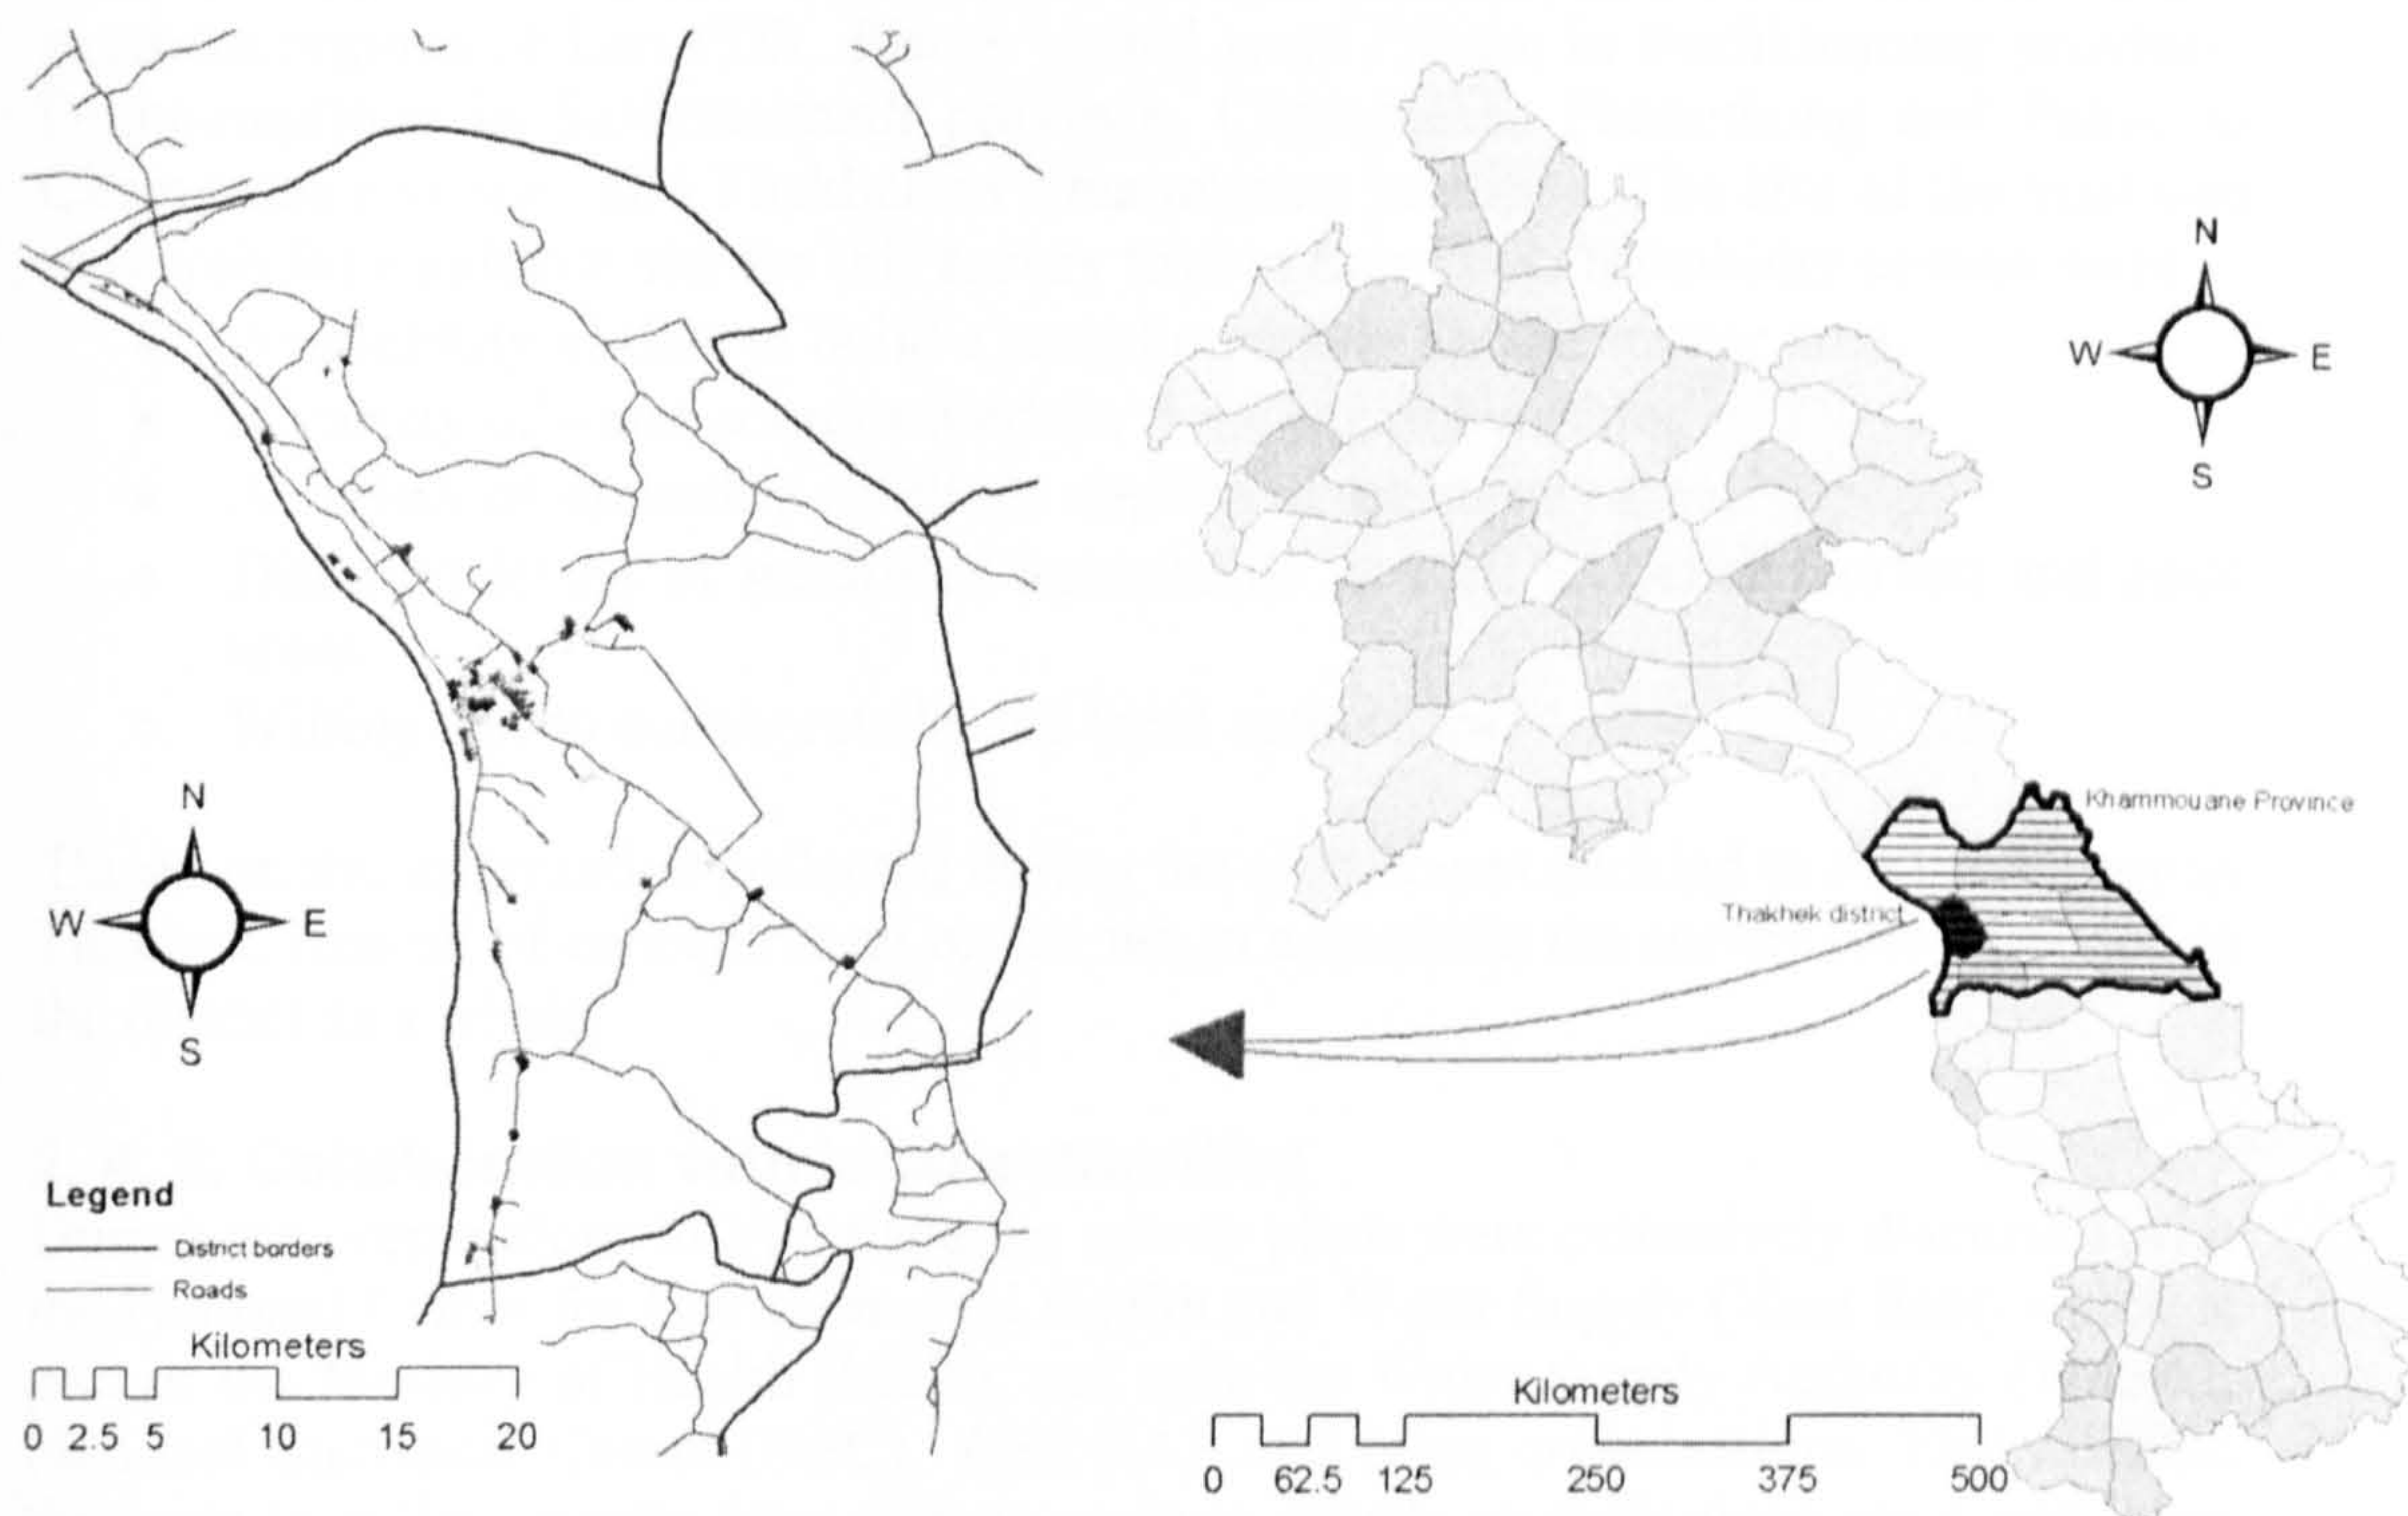 N
W E
S
Legend
District borders
Roads
Kilometers
0 2.5 5 10 15 20
N
W E
S
Khammouane Province
Thakhek district
Kilometers
0 62.5 125 250 375 500